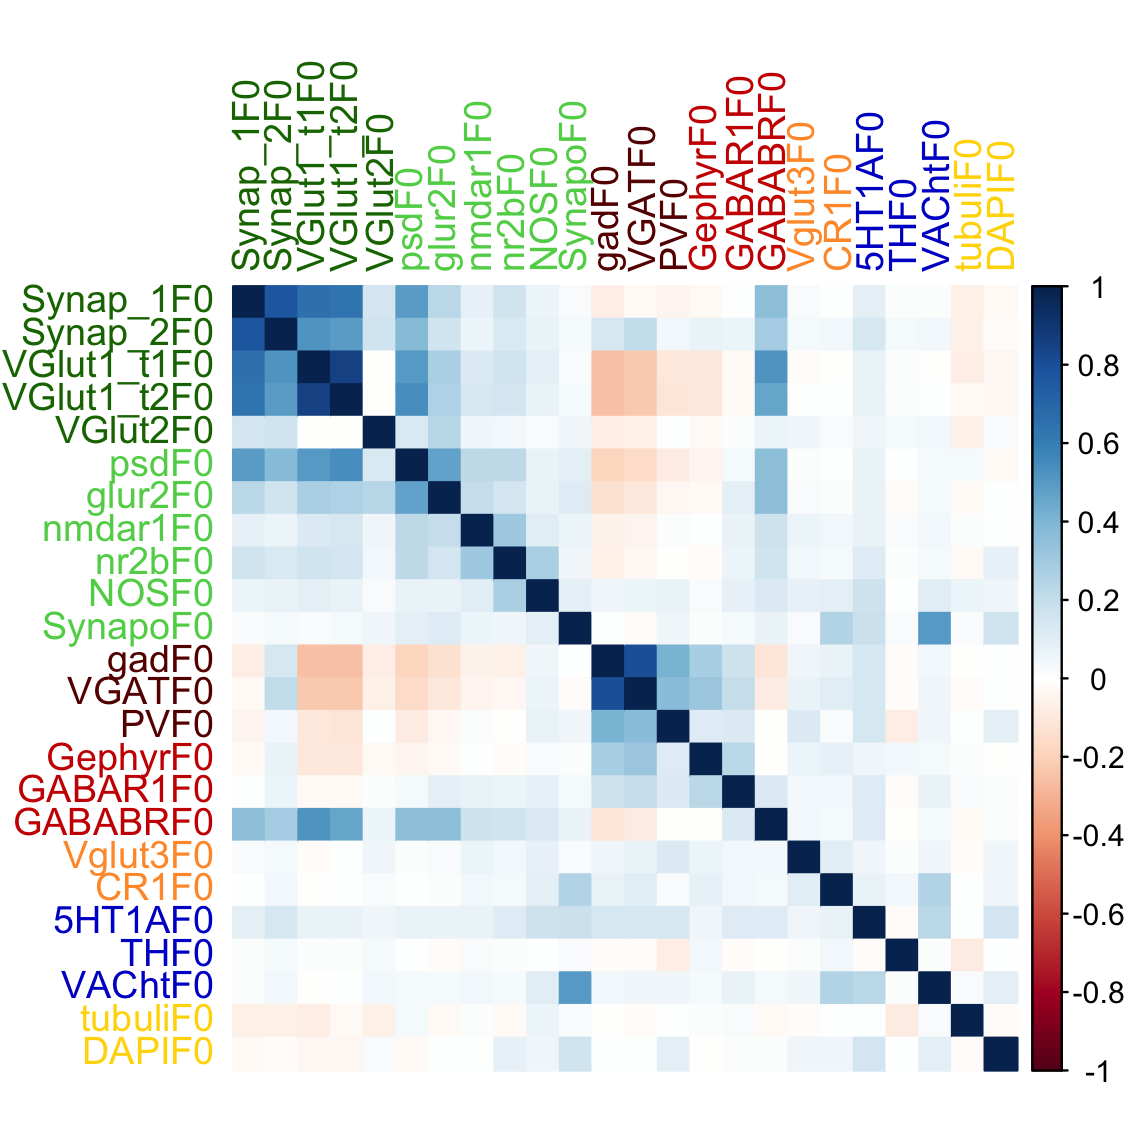 Synap_1F0
Synap_2F0
VGlut1_t1F0
VGlut1_t2F0
VGlut2F0
psdF0
glur2F0
nmdar1F0
nr2bF0
NOSF0
SynapoF0
gadF0
VGATF0
PVF0
GephyrF0
GABAR1F0
GABABRF0
Vglut3F0
CR1F0
5HT1AF0
THF0
VAChtF0
tubuliF0
DAPIF0
Synap_1F0
Synap_2F0
VGlut1_t1F0
VGlut1_t2F0
VGlut2F0
psdF0
glur2F0
nmdar1F0
nr2bF0
NOSF0
SynapoF0
gadF0
VGATF0
PVF0
GephyrF0
GABAR1F0
GABABRF0
Vglut3F0
CR1F0
5HT1AF0
THF0
VAChtF0
tubuliF0
DAPIF0
1
0.8
0.6
0.4
0.2
0
-0.2
-0.4
-0.6
-0.8
-1